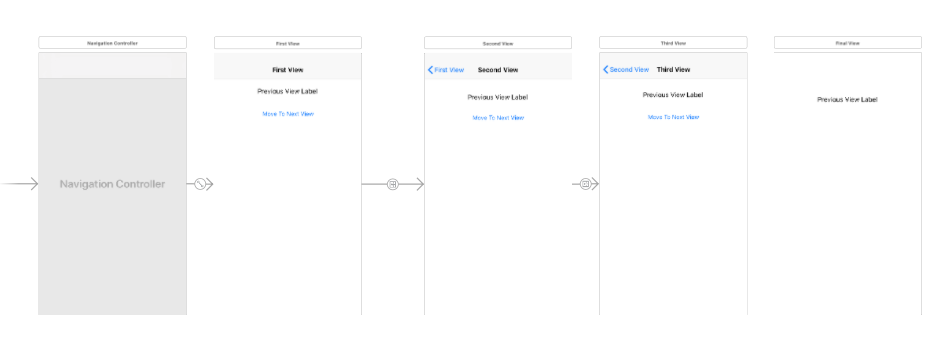 Navigation Controller
First View
Second View
Third View
Final View
First View
First View
Second View
Second View
Third View
Previous View Label
Previous View Label
Previous View Label
Previous View Label
Move To Next View
Move To Next View
Move To Next View
Navigation Controller